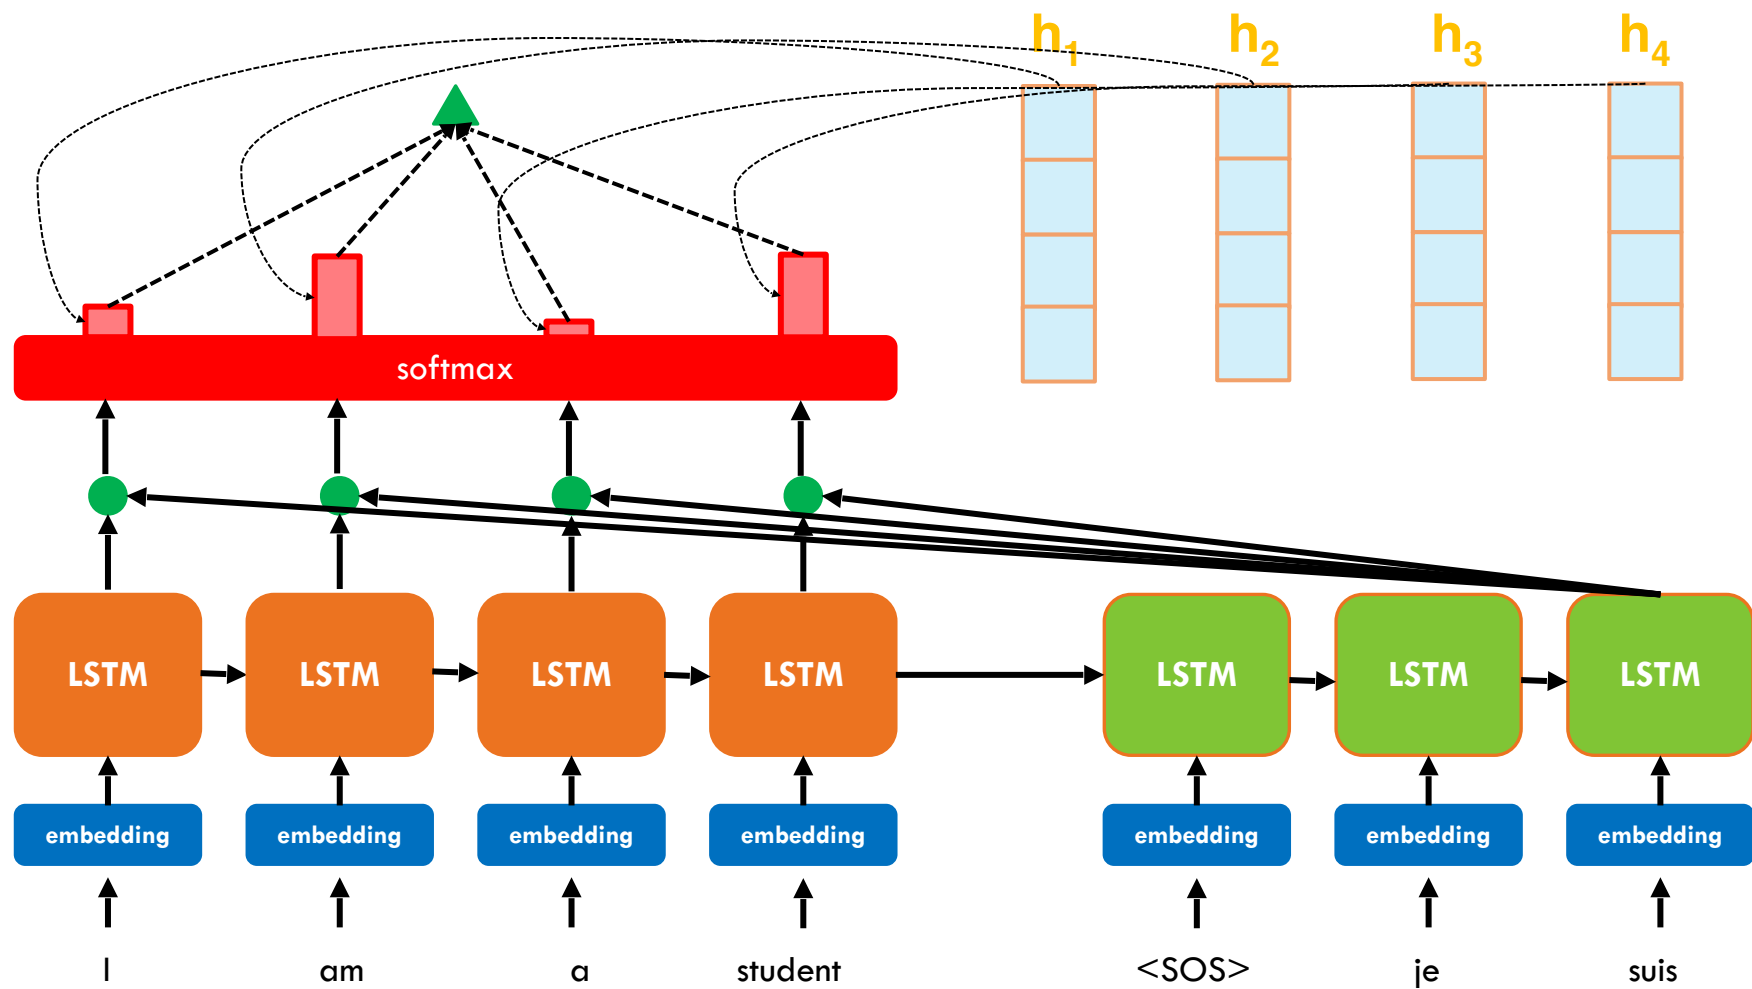 h₁ h₂ h₃ h₄
softmax
LSTM LSTM LSTM LSTM LSTM LSTM LSTM
embedding embedding embedding embedding embedding embedding embedding
I am a student <SOS> je suis